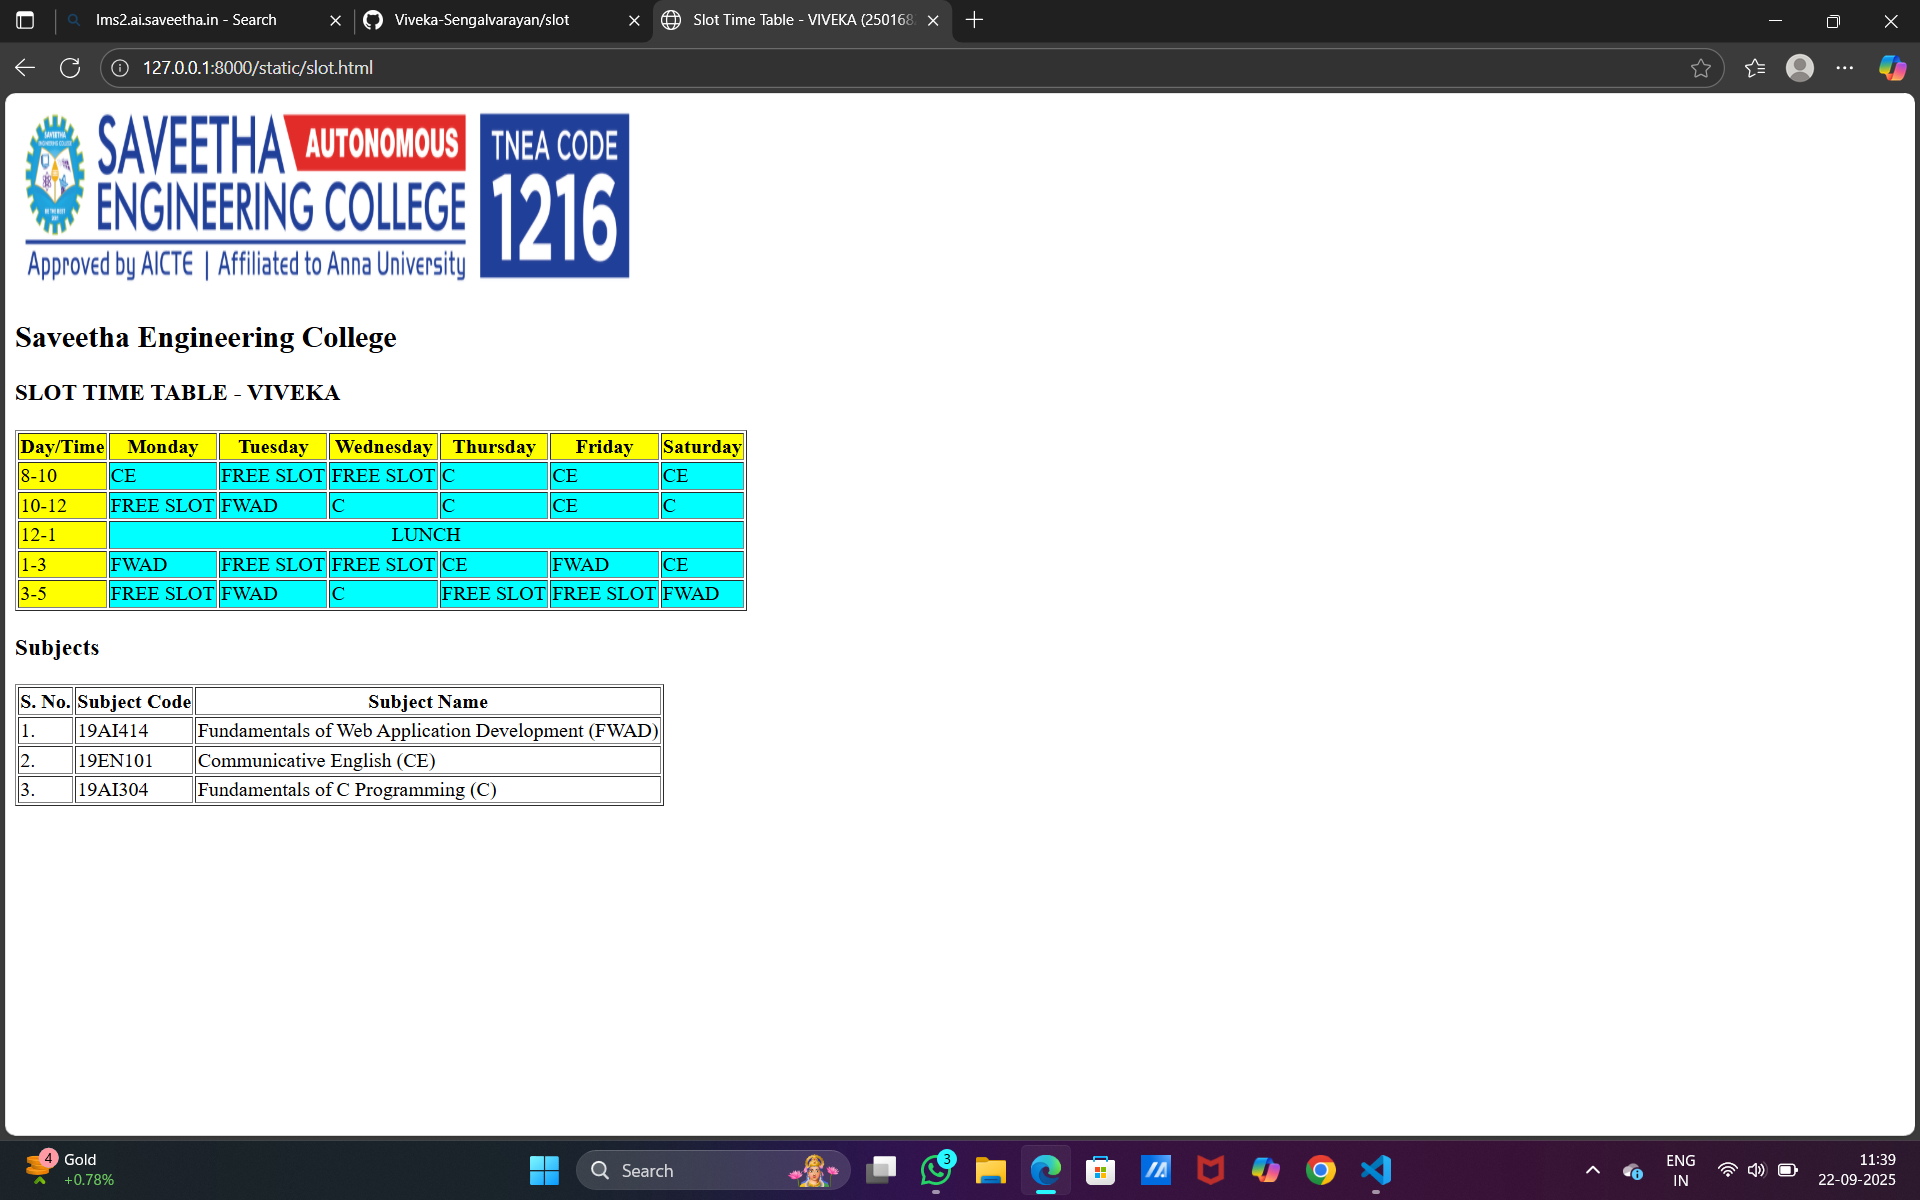 lms2.ai.saveetha.in - Search
Viveka-Sengalvarayan/slot
Slot Time Table - VIVEKA (250168
127.0.0.1:8000/static/slot.html
SAVEETHA AUTONOMOUS
ENGINEERING COLLEGE
Approved by AICTE | Affiliated to Anna University
TNEA CODE
1216
Saveetha Engineering College
SLOT TIME TABLE - VIVEKA
Day/Time Monday Tuesday Wednesday Thursday Friday Saturday
8-10 CE FREE SLOT FREE SLOT C CE CE
10-12 FREE SLOT FWAD C C CE C
12-1 LUNCH
1-3 FWAD FREE SLOT FREE SLOT CE FWAD CE
3-5 FREE SLOT FWAD C FREE SLOT FREE SLOT FWAD
Subjects
S. No. Subject Code Subject Name
1. 19AI414 Fundamentals of Web Application Development (FWAD)
2. 19EN101 Communicative English (CE)
3. 19AI304 Fundamentals of C Programming (C)
4
Gold
+0.78%
Search
3
ENG
IN
11:39
22-09-2025